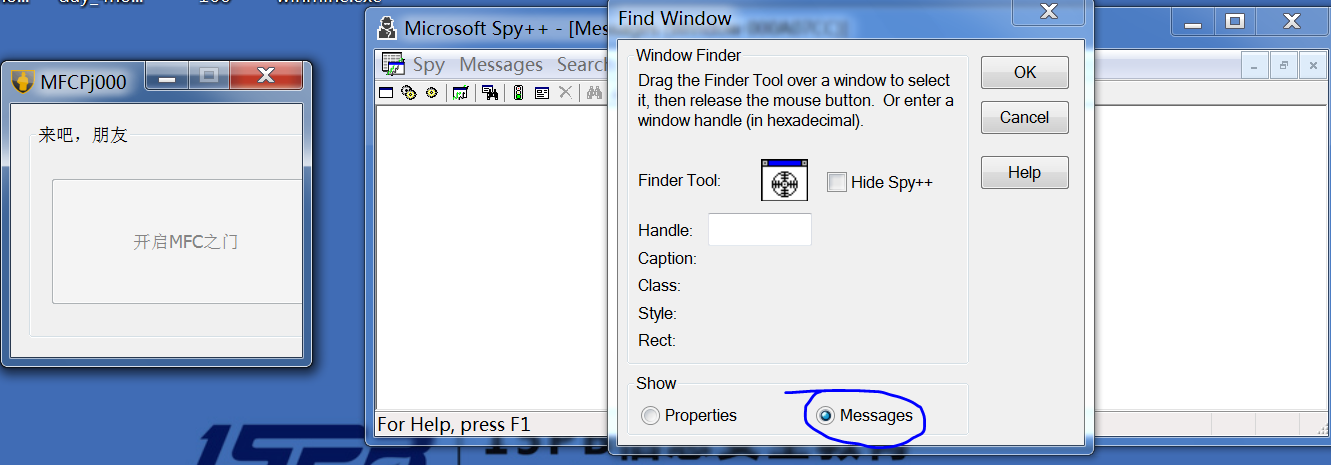 winmine.exe
MFCPj000
来吧，朋友
开启MFC之门
Microsoft Spy++ - [Mes
Spy Messages Search
For Help, press F1
Find Window
Window Finder
Drag the Finder Tool over a window to select
it, then release the mouse button. Or enter a
window handle (in hexadecimal).
Finder Tool:
Hide Spy++
Handle:
Caption:
Class:
Style:
Rect:
Show
Properties
Messages
OK
Cancel
Help